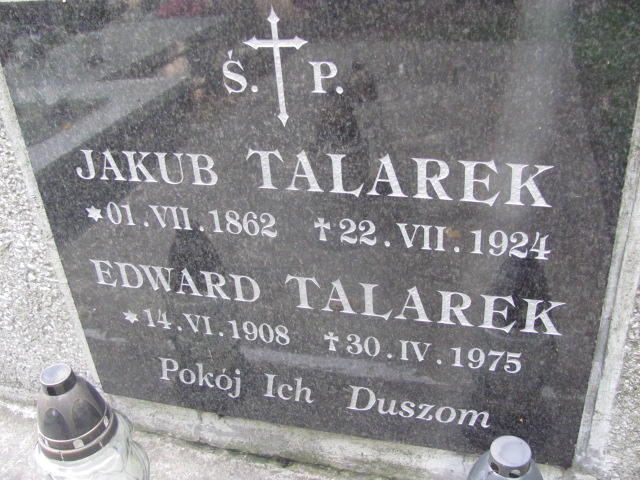 Ś. P.
JAKUB TALAREK
*01.VII.1862 †22.VII.1924
EDWARD TALAREK
*14.VI.1908 †30.IV.1975
Pokój Ich Duszom